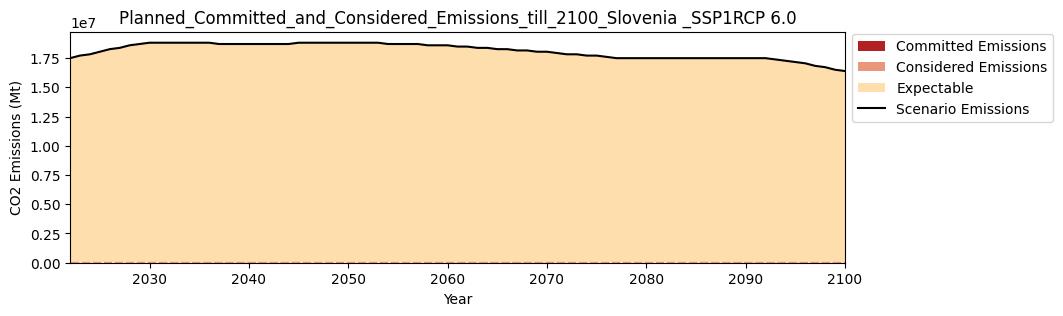 Planned_Committed_and_Considered_Emissions_till_2100_Slovenia _SSP1RCP 6.0
1e7
Committed Emissions
Considered Emissions
Expectable
Scenario Emissions
CO2 Emissions (Mt)
1.75
1.50
1.25
1.00
0.75
0.50
0.25
0.00
2030 2040 2050 2060 2070 2080 2090 2100
Year